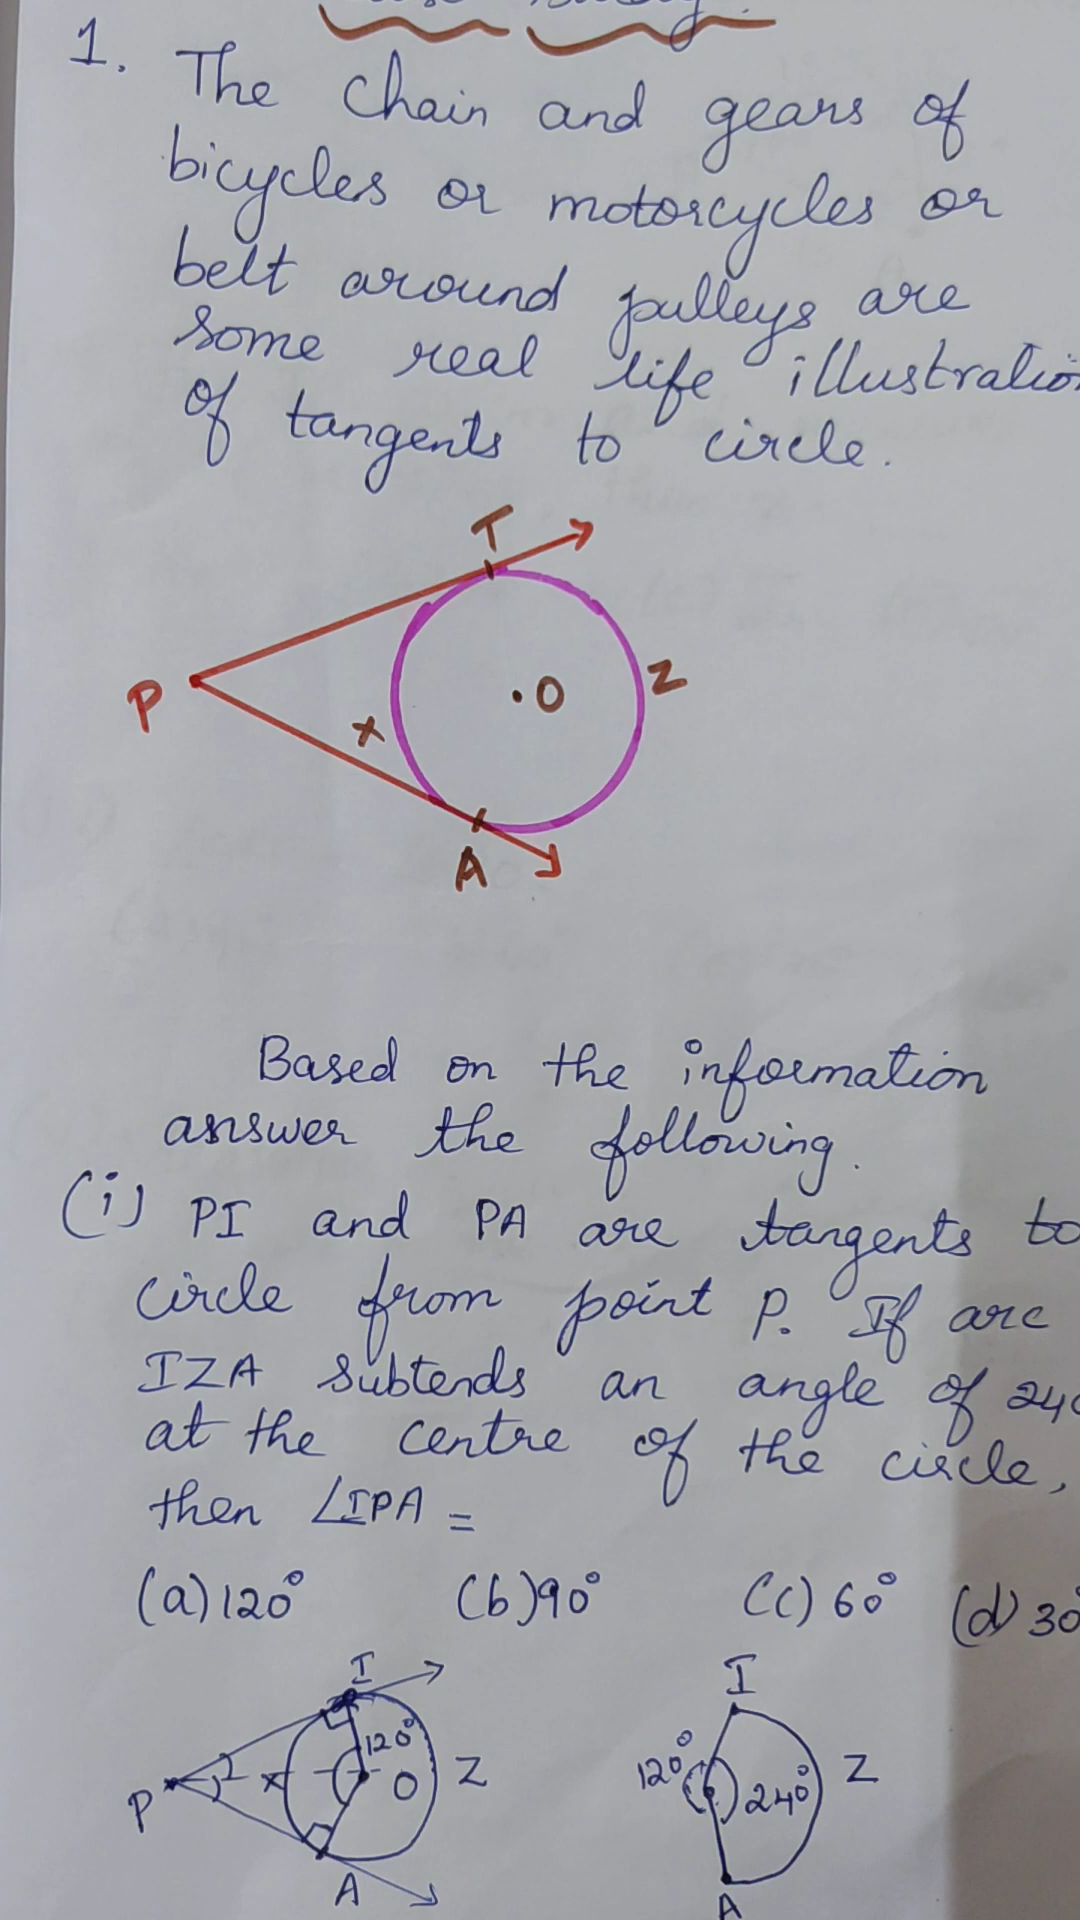 1. The chain and gears of
bicycles or motorcycles or
belt around pulleys are
some real life illustration
of tangents to circle.
T
P
X
.O
Z
A
Based on the information
answer the following.
(i) PI and PA are tangents to
circle from point P. If arc
IZA subtends an angle of 240
at the centre of the circle,
then ∠IPA =
(a) 120° (b) 90° (c) 60° (d) 30°
I
120°
P
X
O
Z
A
I
120°
240°
Z
A